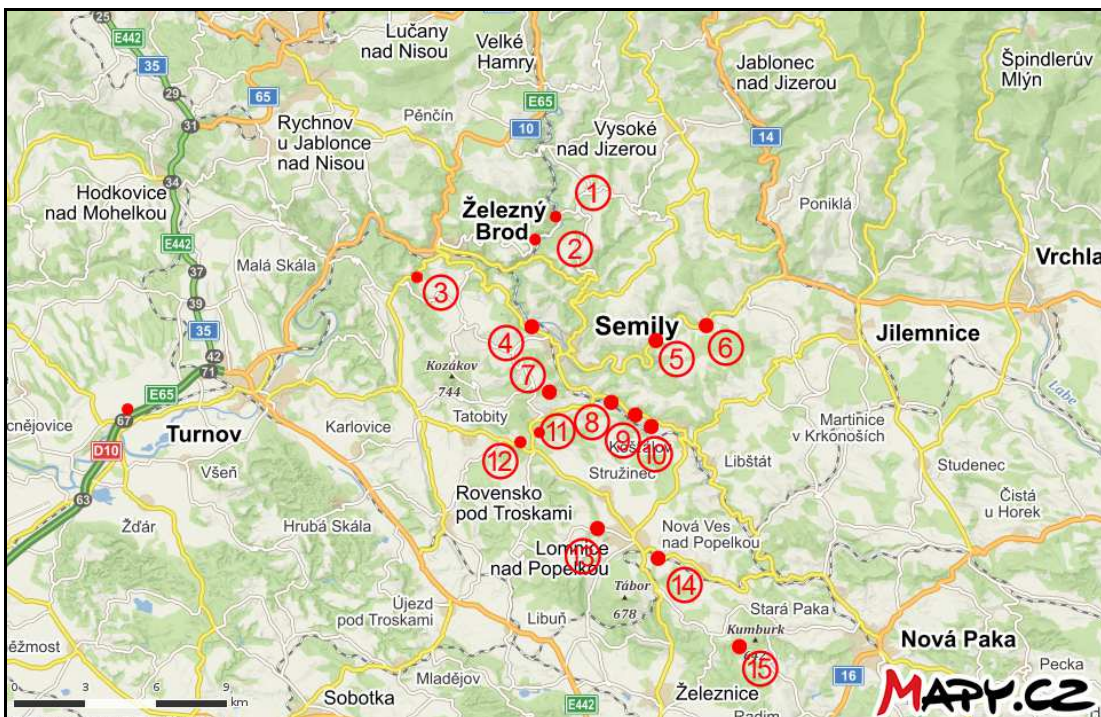 25
E442
35
29
31
Lučany
nad Nisou
Velké
Hamry
E65
10
65
Pěnčín
Rychnov
u Jablonce
nad Nisou
Vysoké
nad Jizerou
Jablonec
nad Jizerou
14
Špindlerův
Mlýn
34
Hodkovice
nad Mohelkou
E442
Železný
Brod
1
2
Poniklá
Vrchla
37
Malá Skála
39
35
3
42
71
E65
Semily
4
5
6
Jilemnice
Kozákov
744
7
Labe
67
cnějovice
D10
Turnov
Karlovice
Tatobity
8
9
10
11
12
Košťálov
Stružinec
Libštát
Martinice
v Krkonoších
Studenec
63
Všeň
Žďár
Hrubá Skála
Rovensko
pod Troskami
Čistá
u Horek
Lomnice
nad Popelkou
13
Nová Ves
nad Popelkou
14
Tábor
678
Újezd
pod Troskami
Libuň
Stará Paka
Kumburk
15
Nová Paka
ěžmost
Mladějov
Železnice
16
Pecka
0
3
6
9
km
Sobotka
E442
Radim
MAPY.CZ